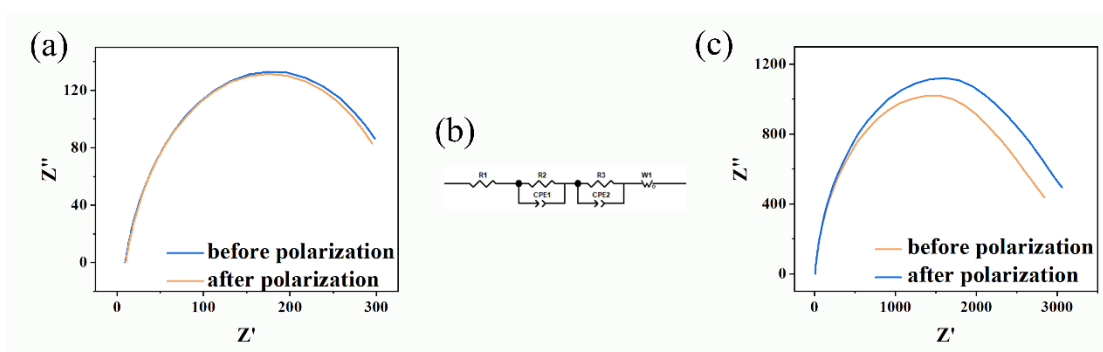 (a)
Z''
120
80
40
0
before polarization
after polarization
0
100
200
300
Z'
(b)
R1
R2
R3
W1
CPE1
CPE2
(c)
Z''
1200
800
400
0
before polarization
after polarization
0
1000
2000
3000
Z'